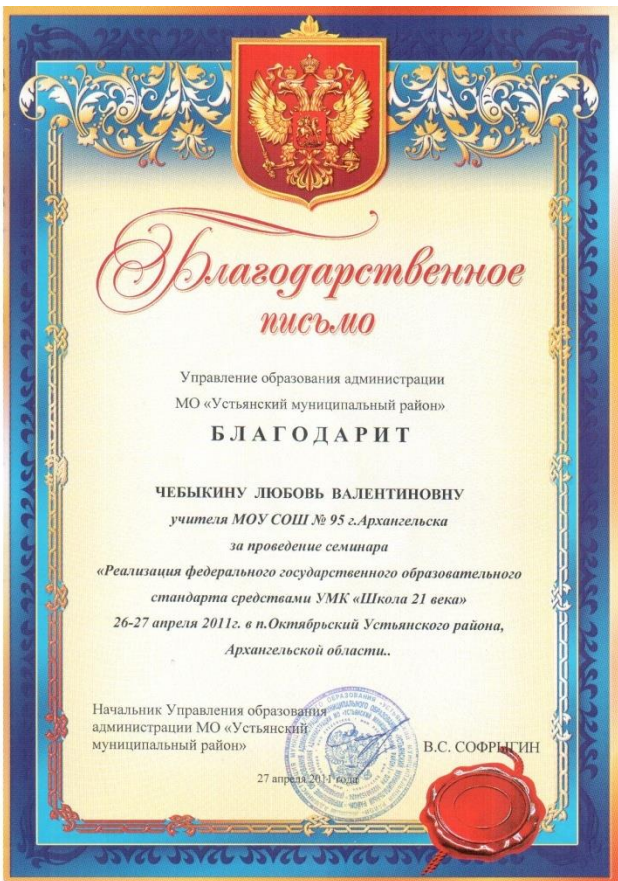 Благодарственное
письмо
Управление образования администрации
МО «Устьянский муниципальный район»
БЛАГОДАРИТ
ЧЕБЫКИНУ ЛЮБОВЬ ВАЛЕНТИНОВНУ
учителя МОУ СОШ № 95 г.Архангельска
за проведение семинара
«Реализация федерального государственного образовательного
стандарта средствами УМК «Школа 21 века»
26-27 апреля 2011г. в п.Октябрьский Устьянского района,
Архангельской области..
Начальник Управления образования
администрации МО «Устьянский
муниципальный район»
В.С. СОФРЫГИН
27 апреля 2011 года